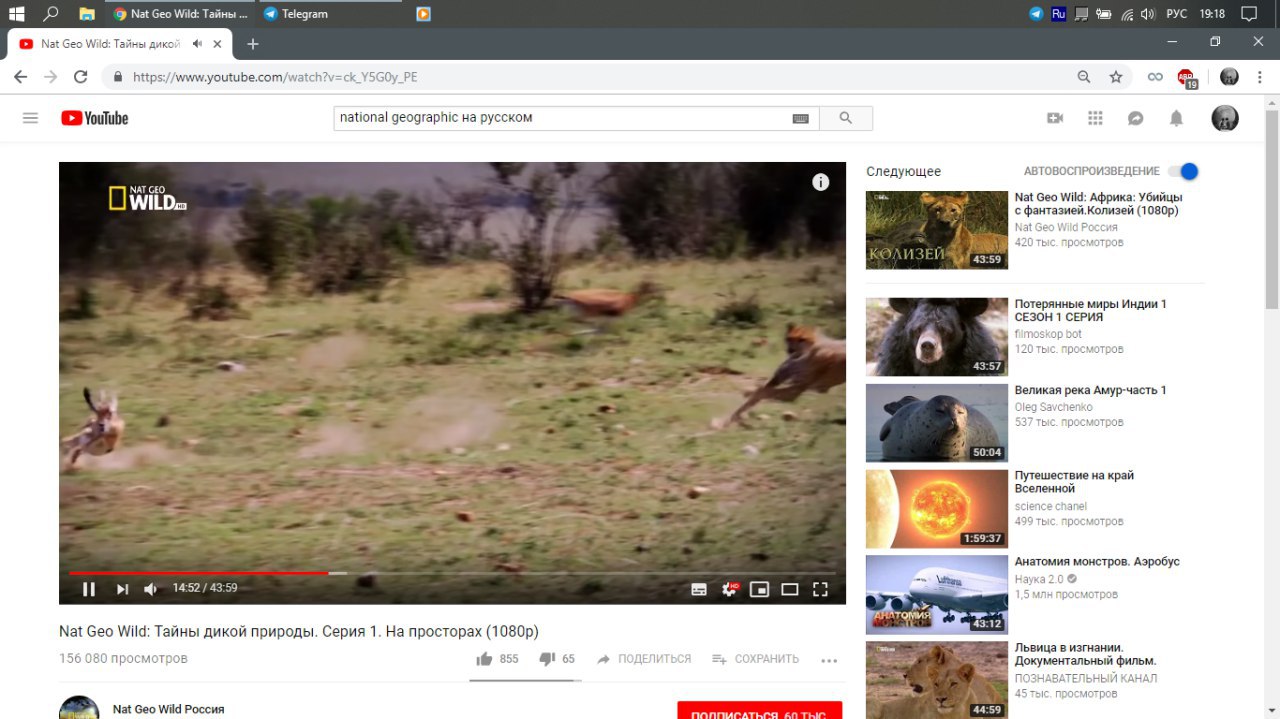 Nat Geo Wild: Тайны ...
Telegram
Ru
РУС
19:18
Nat Geo Wild: Тайны дикой
https://www.youtube.com/watch?v=ck_Y5G0y_PE
ABP
19
YouTube
national geographic на русском
NAT GEO
WILD HD
14:52 / 43:59
HD
Nat Geo Wild: Тайны дикой природы. Серия 1. На просторах (1080p)
156 080 просмотров
855
65
ПОДЕЛИТЬСЯ
СОХРАНИТЬ
Nat Geo Wild Россия
ПОДПИСАТЬСЯ 60 ТЫС.
Следующее
АВТОВОСПРОИЗВЕДЕНИЕ
КОЛИЗЕЙ
43:59
Nat Geo Wild: Африка: Убийцы
с фантазией.Колизей (1080p)
Nat Geo Wild Россия
420 тыс. просмотров
43:57
Потерянные миры Индии 1
СЕЗОН 1 СЕРИЯ
filmoskop bot
120 тыс. просмотров
50:04
Великая река Амур-часть 1
Oleg Savchenko
537 тыс. просмотров
1:59:37
Путешествие на край
Вселенной
science chanel
499 тыс. просмотров
Lufthansa
АНАТОМИЯ
МОНСТРОВ
43:12
Анатомия монстров. Аэробус
Наука 2.0
1,5 млн просмотров
44:59
Львица в изгнании.
Документальный фильм.
ПОЗНАВАТЕЛЬНЫЙ КАНАЛ
45 тыс. просмотров